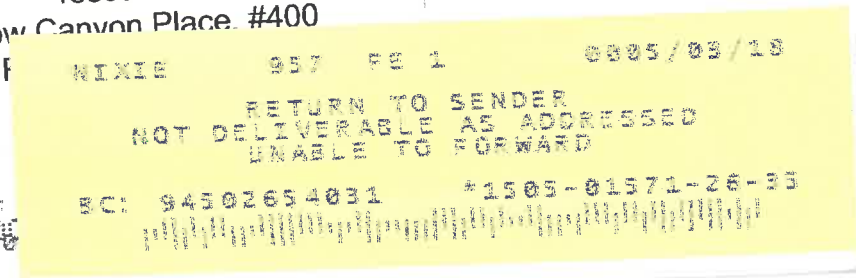 Canyon Place, #400
NIXIE 957 FE 1 0005/03/18
RETURN TO SENDER
NOT DELIVERABLE AS ADDRESSED
UNABLE TO FORWARD
BC: 94502654031 *1505-01571-28-33